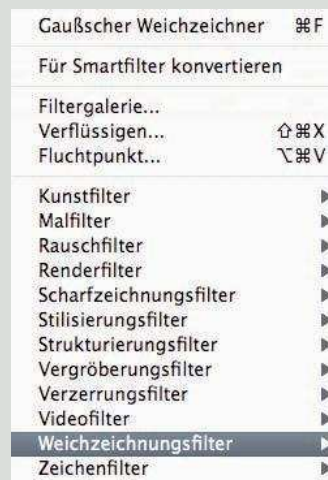 Gaußscher Weichzeichner ⌘F
Für Smartfilter konvertieren
Filtergalerie...
Verflüssigen... ⇧⌘X
Fluchtpunkt... ⌥⌘V
Kunstfilter
Malfilter
Rauschfilter
Renderfilter
Scharfzeichnungsfilter
Stilisierungsfilter
Strukturierungsfilter
Vergröberungsfilter
Verzerrungsfilter
Videofilter
Weichzeichnungsfilter
Zeichenfilter